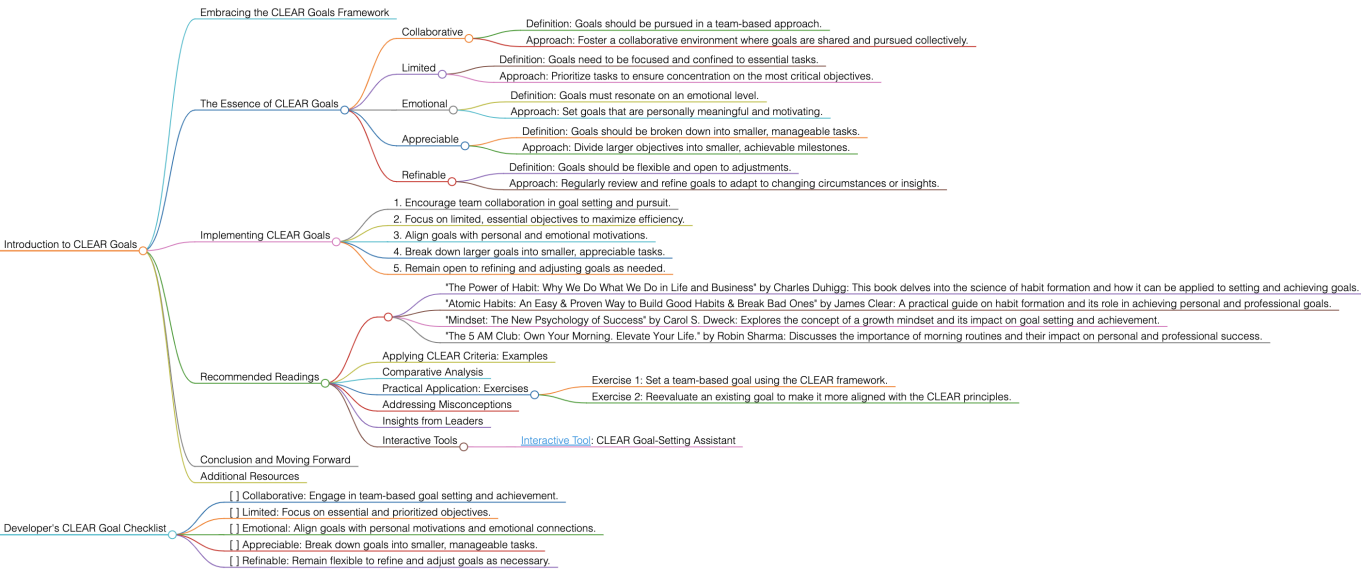 Introduction to CLEAR Goals
Embracing the CLEAR Goals Framework
The Essence of CLEAR Goals
Collaborative
Definition: Goals should be pursued in a team-based approach.
Approach: Foster a collaborative environment where goals are shared and pursued collectively.
Limited
Definition: Goals need to be focused and confined to essential tasks.
Approach: Prioritize tasks to ensure concentration on the most critical objectives.
Emotional
Definition: Goals must resonate on an emotional level.
Approach: Set goals that are personally meaningful and motivating.
Appreciable
Definition: Goals should be broken down into smaller, manageable tasks.
Approach: Divide larger objectives into smaller, achievable milestones.
Refinable
Definition: Goals should be flexible and open to adjustments.
Approach: Regularly review and refine goals to adapt to changing circumstances or insights.
Implementing CLEAR Goals
1. Encourage team collaboration in goal setting and pursuit.
2. Focus on limited, essential objectives to maximize efficiency.
3. Align goals with personal and emotional motivations.
4. Break down larger goals into smaller, appreciable tasks.
5. Remain open to refining and adjusting goals as needed.
Recommended Readings
"The Power of Habit: Why We Do What We Do in Life and Business" by Charles Duhigg: This book delves into the science of habit formation and how it can be applied to setting and achieving goals.
"Atomic Habits: An Easy & Proven Way to Build Good Habits & Break Bad Ones" by James Clear: A practical guide on habit formation and its role in achieving personal and professional goals.
"Mindset: The New Psychology of Success" by Carol S. Dweck: Explores the concept of a growth mindset and its impact on goal setting and achievement.
"The 5 AM Club: Own Your Morning. Elevate Your Life." by Robin Sharma: Discusses the importance of morning routines and their impact on personal and professional success.
Applying CLEAR Criteria: Examples
Comparative Analysis
Practical Application: Exercises
Exercise 1: Set a team-based goal using the CLEAR framework.
Exercise 2: Reevaluate an existing goal to make it more aligned with the CLEAR principles.
Addressing Misconceptions
Insights from Leaders
Interactive Tools
Interactive Tool: CLEAR Goal-Setting Assistant
Conclusion and Moving Forward
Additional Resources
Developer's CLEAR Goal Checklist
[ ] Collaborative: Engage in team-based goal setting and achievement.
[ ] Limited: Focus on essential and prioritized objectives.
[ ] Emotional: Align goals with personal motivations and emotional connections.
[ ] Appreciable: Break down goals into smaller, manageable tasks.
[ ] Refinable: Remain flexible to refine and adjust goals as necessary.